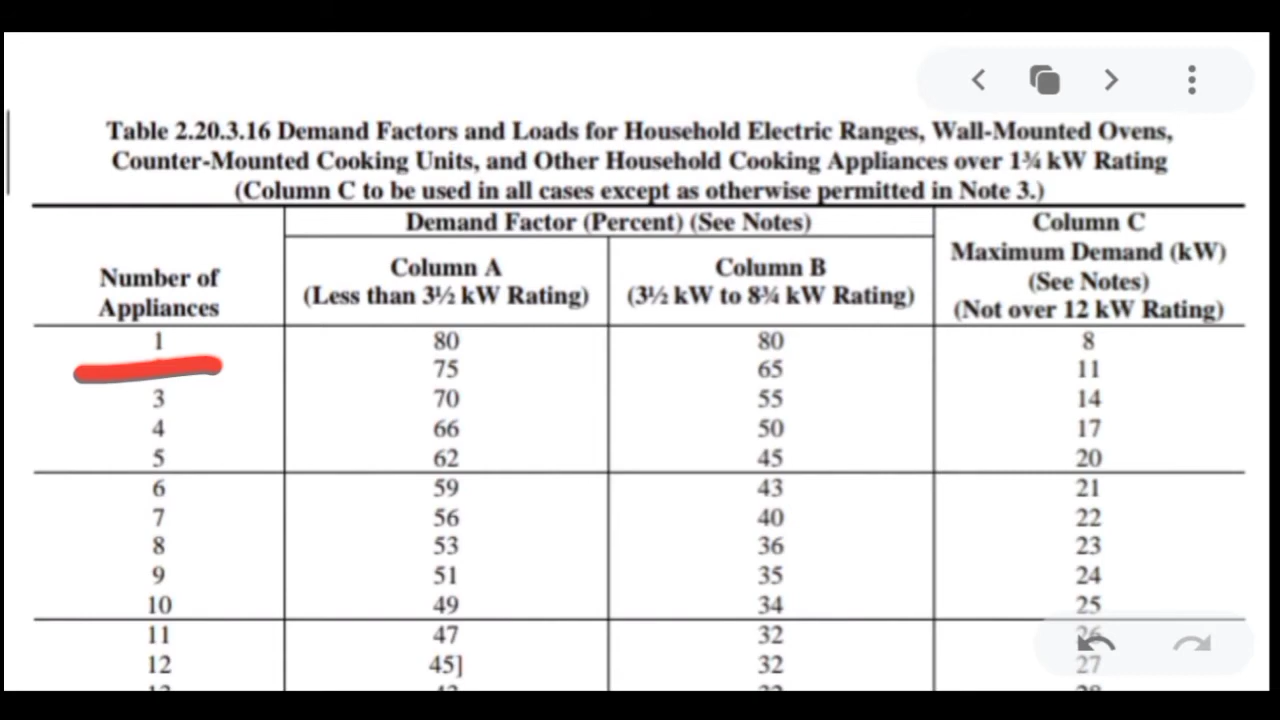 Table 2.20.3.16 Demand Factors and Loads for Household Electric Ranges, Wall-Mounted Ovens,
Counter-Mounted Cooking Units, and Other Household Cooking Appliances over 1¾ kW Rating
(Column C to be used in all cases except as otherwise permitted in Note 3.)
Demand Factor (Percent) (See Notes)
Number of Appliances
Column A
(Less than 3½ kW Rating)
Column B
(3½ kW to 8¾ kW Rating)
Column C
Maximum Demand (kW)
(See Notes)
(Not over 12 kW Rating)
1 80 80 8
75 65 11
3 70 55 14
4 66 50 17
5 62 45 20
6 59 43 21
7 56 40 22
8 53 36 23
9 51 35 24
10 49 34 25
11 47 32 26
12 45] 32 27